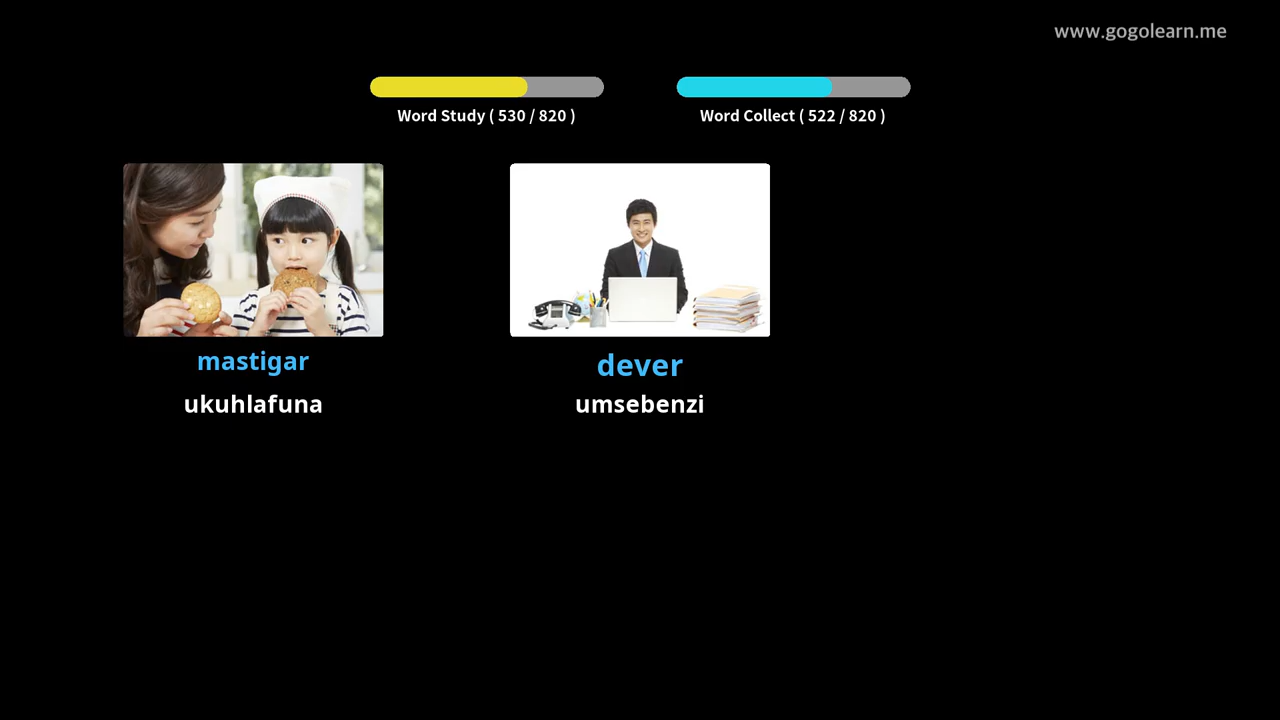 www.gogolearn.me
Word Study ( 530 / 820 )
Word Collect ( 522 / 820 )
mastigar
ukuhlafuna
dever
umsebenzi